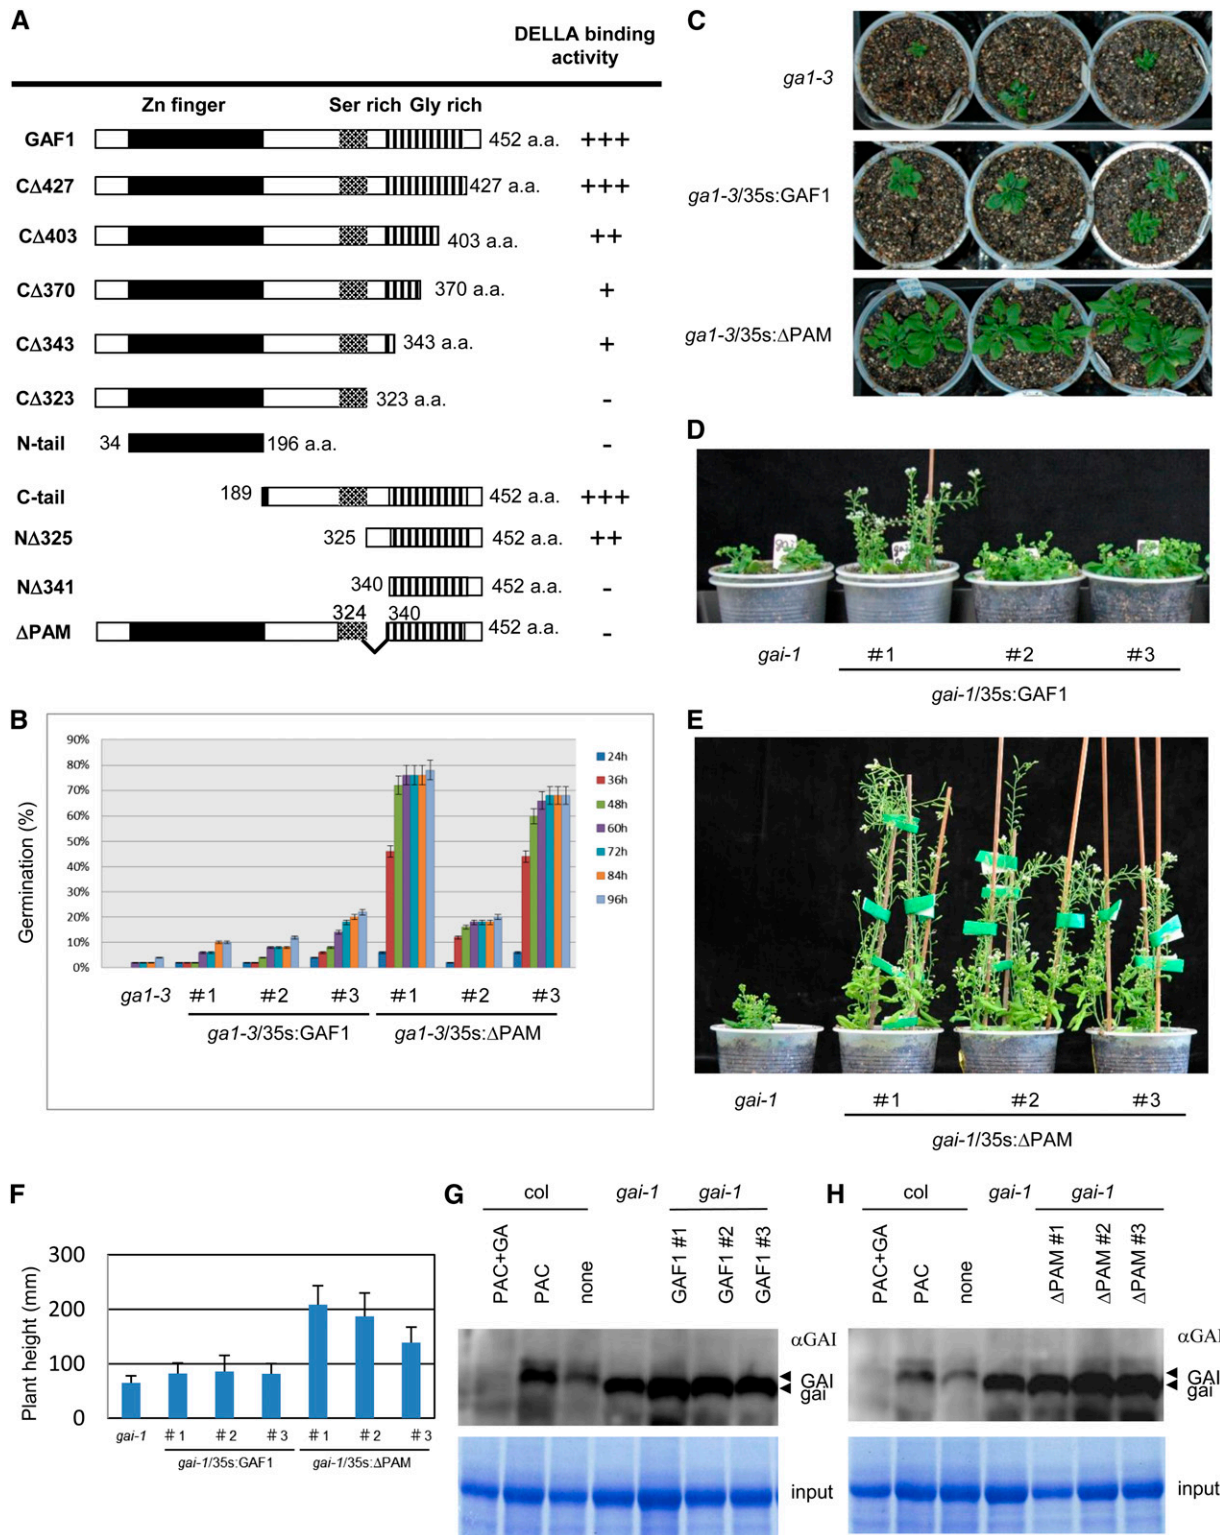 A
DELLA binding
activity
Zn finger
Ser rich
Gly rich
GAF1
452 a.a.
+++
CΔ427
427 a.a.
+++
CΔ403
403 a.a.
++
CΔ370
370 a.a.
+
CΔ343
343 a.a.
+
CΔ323
323 a.a.
-
N-tail
34
196 a.a.
-
C-tail
189
452 a.a.
+++
NΔ325
325
452 a.a.
++
NΔ341
340
452 a.a.
-
ΔPAM
324
340
452 a.a.
-
B
Germination (%)
90%
80%
70%
60%
50%
40%
30%
20%
10%
0%
24h
36h
48h
60h
72h
84h
96h
ga1-3
#1
#2
#3
#1
#2
#3
ga1-3/35s:GAF1
ga1-3/35s:ΔPAM
C
ga1-3
ga1-3/35s:GAF1
ga1-3/35s:ΔPAM
D
gai-1
#1
#2
#3
gai-1/35s:GAF1
E
gai-1
#1
#2
#3
gai-1/35s:ΔPAM
F
Plant height (mm)
300
200
100
0
gai-1
#1
#2
#3
#1
#2
#3
gai-1/35s:GAF1
gai-1/35s:ΔPAM
G
col
gai-1
gai-1
PAC+GA
PAC
none
GAF1 #1
GAF1 #2
GAF1 #3
αGAI
GAI
gai
input
H
col
gai-1
gai-1
PAC+GA
PAC
none
ΔPAM #1
ΔPAM #2
ΔPAM #3
αGAI
GAI
gai
input